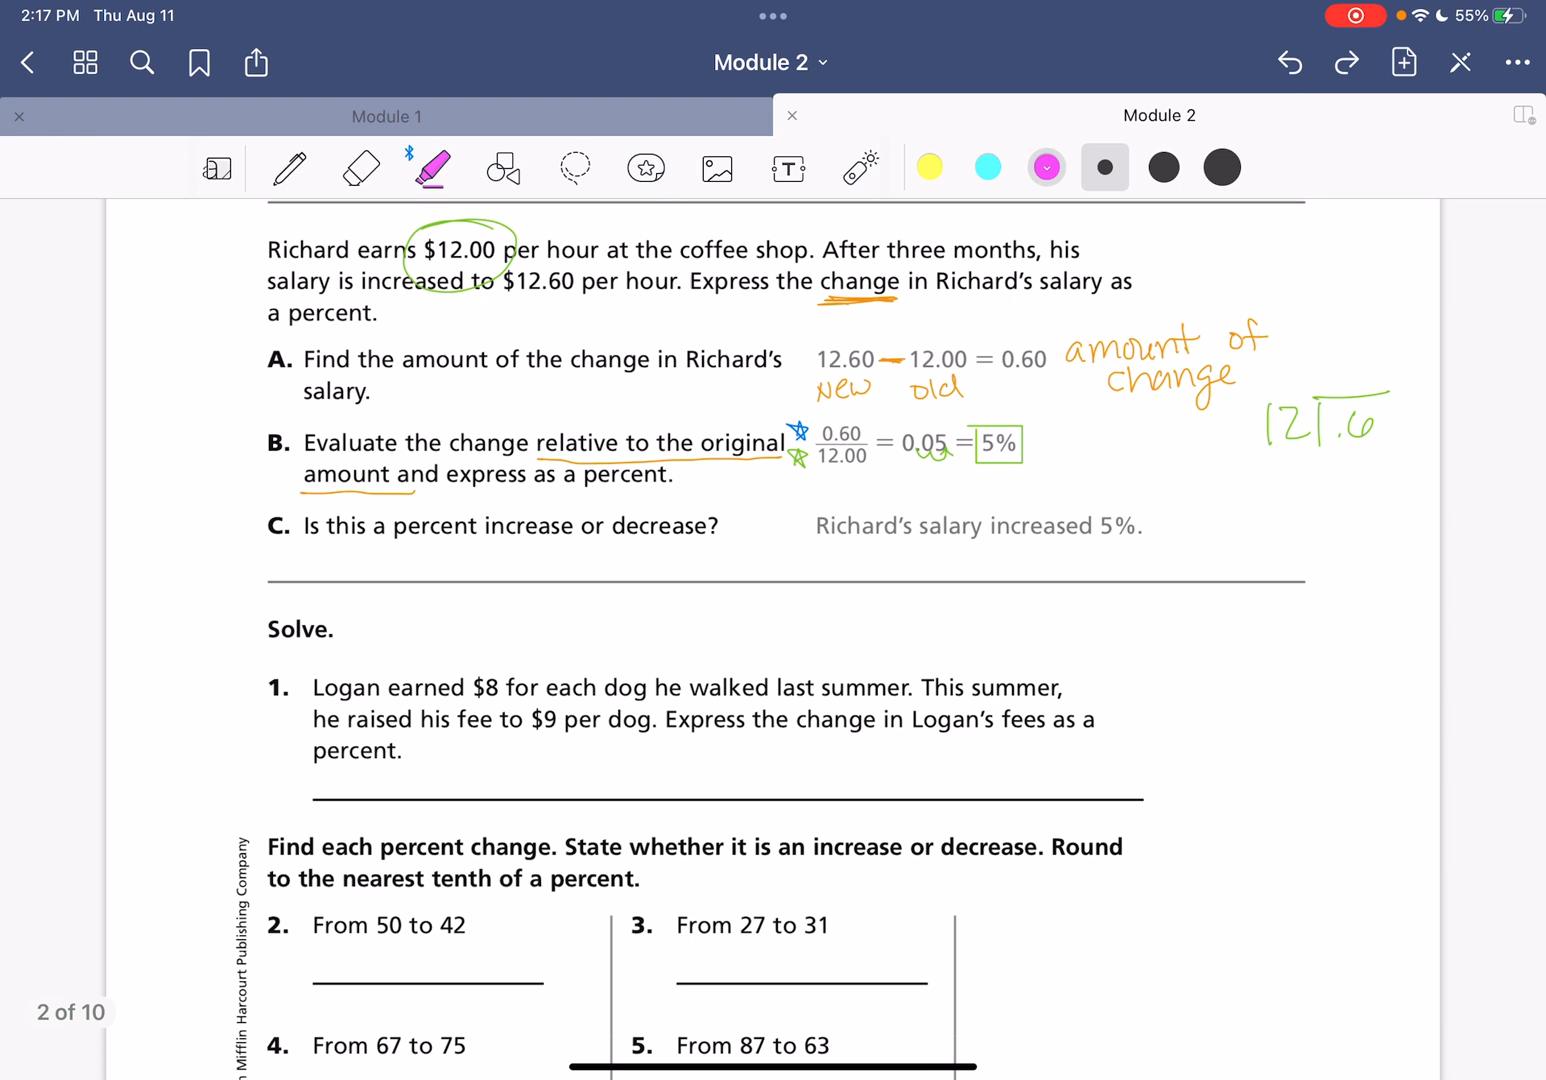 2:17 PM Thu Aug 11
55%
Module 2
Module 1
Module 2
Richard earns $12.00 per hour at the coffee shop. After three months, his
salary is increased to $12.60 per hour. Express the change in Richard's salary as
a percent.
A. Find the amount of the change in Richard's
salary.
12.60 − 12.00 = 0.60
New old
amount of
change
B. Evaluate the change relative to the original
amount and express as a percent.
0.60
12.00
= 0.05 = 5%
12 .6
C. Is this a percent increase or decrease?
Richard's salary increased 5%.
Solve.
1. Logan earned $8 for each dog he walked last summer. This summer,
he raised his fee to $9 per dog. Express the change in Logan's fees as a
percent.
Find each percent change. State whether it is an increase or decrease. Round
to the nearest tenth of a percent.
2. From 50 to 42
3. From 27 to 31
4. From 67 to 75
5. From 87 to 63
2 of 10
Mifflin Harcourt Publishing Company